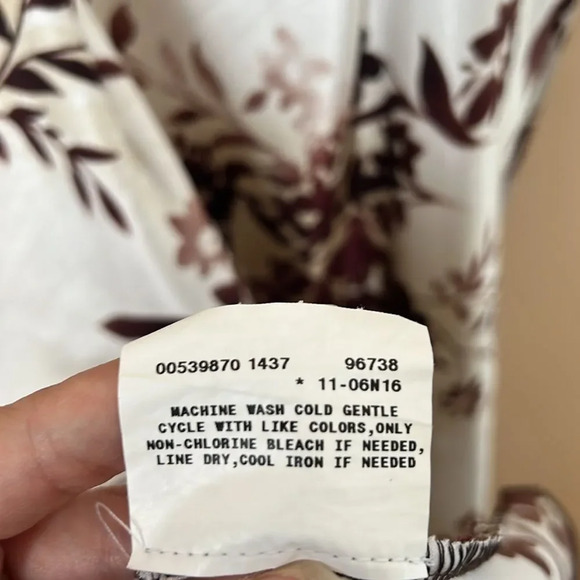 00539870 1437 96738
* 11-06N16
MACHINE WASH COLD GENTLE
CYCLE WITH LIKE COLORS,ONLY
NON-CHLORINE BLEACH IF NEEDED,
LINE DRY,COOL IRON IF NEEDED